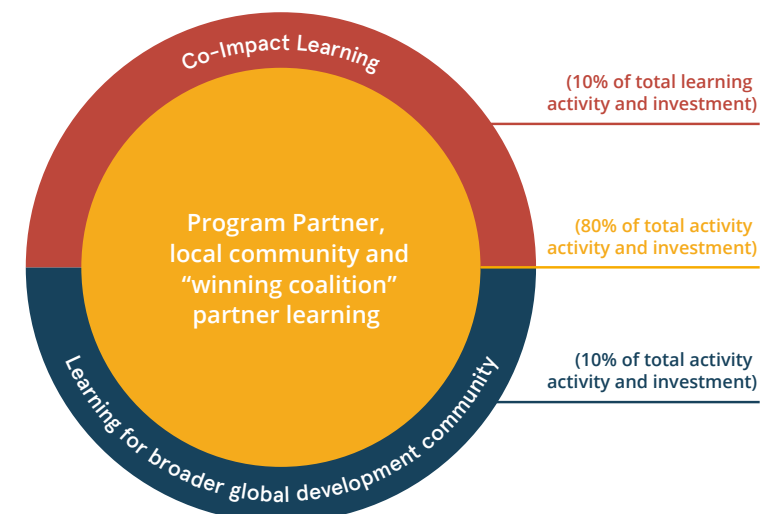 Co-Impact Learning
(10% of total learning
activity and investment)
Program Partner,
local community and
“winning coalition”
partner learning
(80% of total activity
activity and investment)
Learning for broader global development community
(10% of total activity
activity and investment)